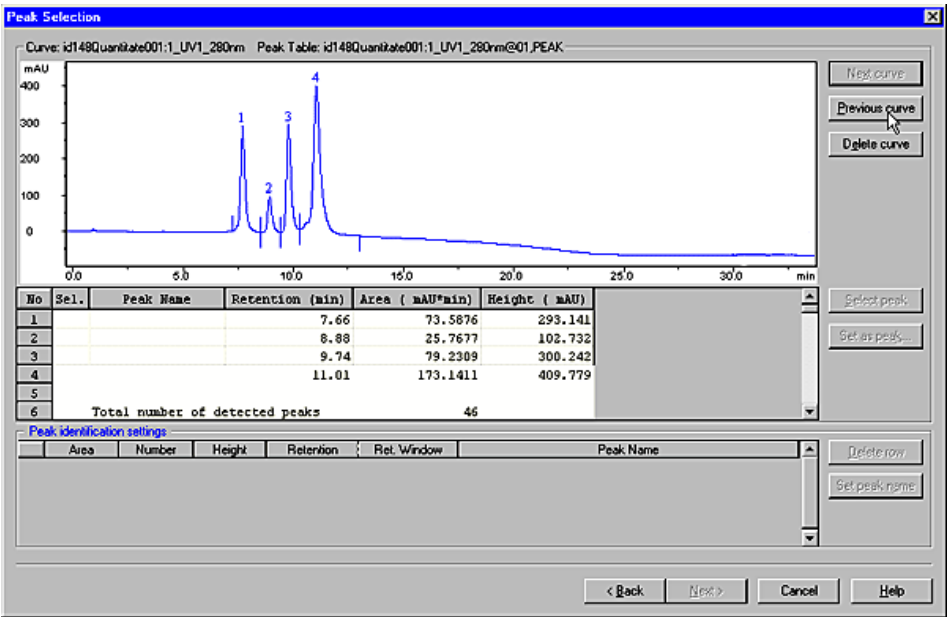 Peak Selection
Curve: id148Quantitate001:1_UV1_280nm Peak Table: id148Quantitate001:1_UV1_280nm@01,PEAK
mAU
400
300
200
100
0
1
2
3
4
0.0 5.0 10.0 15.0 20.0 25.0 30.0 min
Next curve
Previous curve
Delete curve
No Sel. Peak Name Retention (min) Area ( mAU*min) Height ( mAU)
1 7.66 73.5876 293.141
2 8.88 25.7677 102.732
3 9.74 79.2309 300.242
4 11.01 173.1411 409.779
5
6 Total number of detected peaks 46
Select peak
Set as peak...
Peak identification settings
Area Number Height Retention Ret. Window Peak Name
Delete row
Set peak name
< Back Next > Cancel Help